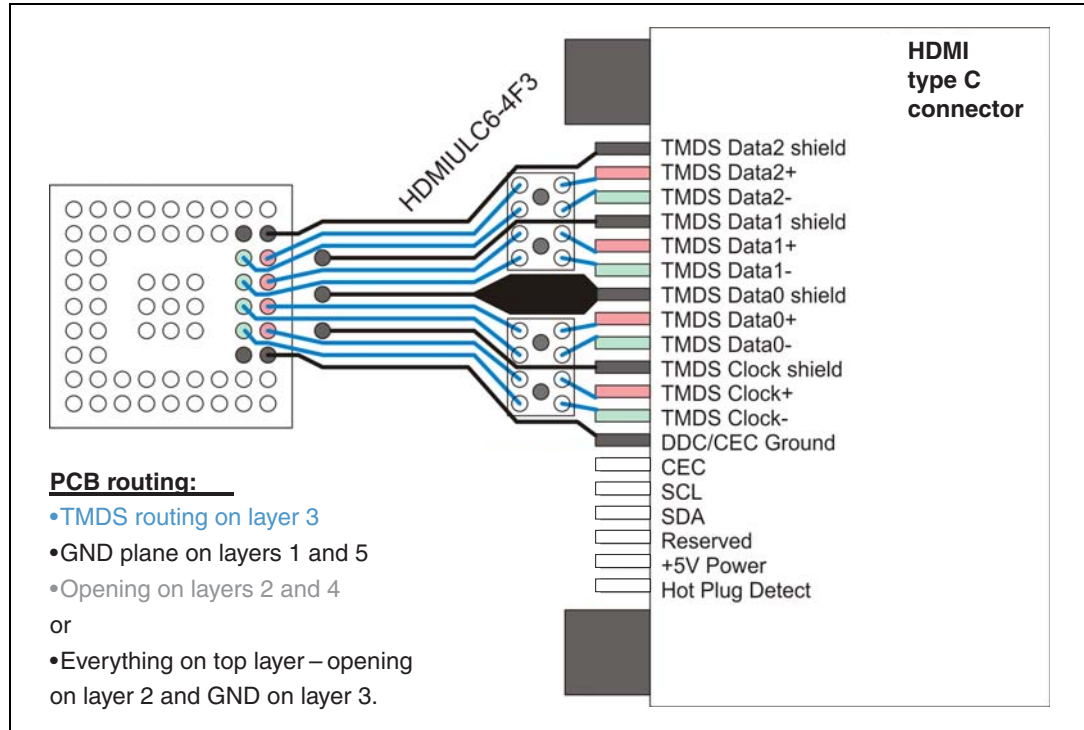 HDMI
type C
connector
HDMIULC6-4F3
TMDS Data2 shield
TMDS Data2+
TMDS Data2-
TMDS Data1 shield
TMDS Data1+
TMDS Data1-
TMDS Data0 shield
TMDS Data0+
TMDS Data0-
TMDS Clock shield
TMDS Clock+
TMDS Clock-
DDC/CEC Ground
CEC
SCL
SDA
Reserved
+5V Power
Hot Plug Detect
PCB routing:
•TMDS routing on layer 3
•GND plane on layers 1 and 5
•Opening on layers 2 and 4
or
•Everything on top layer – opening
on layer 2 and GND on layer 3.